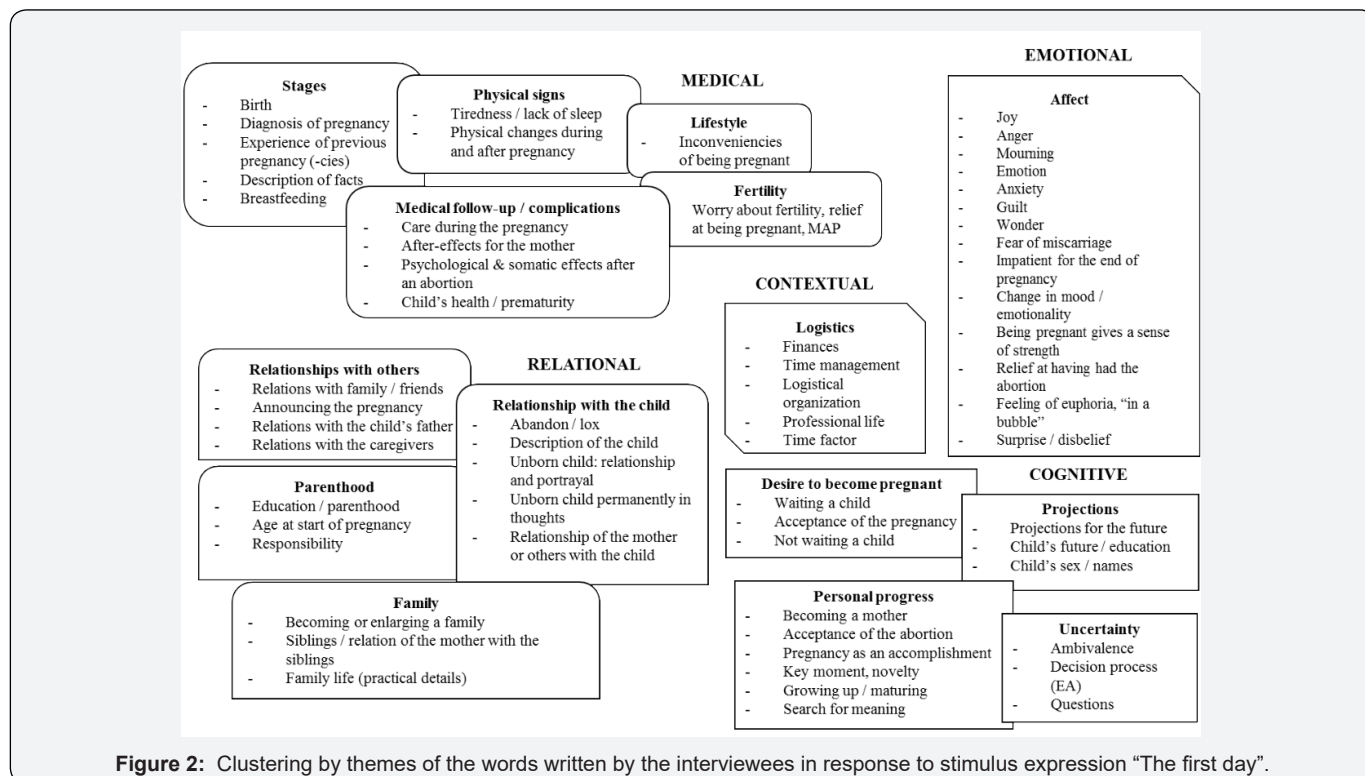 MEDICAL
Stages
- Birth
- Diagnosis of pregnancy
- Experience of previous
pregnancy (-cies)
- Description of facts
- Breastfeeding
Physical signs
- Tiredness / lack of sleep
- Physical changes during
and after pregnancy
Lifestyle
- Inconveniencies
of being pregnant
Fertility
Worry about fertility, relief
at being pregnant, MAP
Medical follow-up / complications
- Care during the pregnancy
- After-effects for the mother
- Psychological & somatic effects after
an abortion
- Child's health / prematurity
EMOTIONAL
Affect
- Joy
- Anger
- Mourning
- Emotion
- Anxiety
- Guilt
- Wonder
- Fear of miscarriage
- Impatient for the end of
pregnancy
- Change in mood /
emotionality
- Being pregnant gives a sense
of strength
- Relief at having had the
abortion
- Feeling of euphoria, “in a
bubble”
- Surprise / disbelief
CONTEXTUAL
Logistics
- Finances
- Time management
- Logistical
organization
- Professional life
- Time factor
RELATIONAL
Relationships with others
- Relations with family / friends
- Announcing the pregnancy
- Relations with the child's father
- Relations with the caregivers
Relationship with the child
- Abandon / lox
- Description of the child
- Unborn child: relationship
and portrayal
- Unborn child permanently in
thoughts
- Relationship of the mother
or others with the child
Parenthood
- Education / parenthood
- Age at start of pregnancy
- Responsibility
Family
- Becoming or enlarging a family
- Siblings / relation of the mother with the
siblings
- Family life (practical details)
COGNITIVE
Desire to become pregnant
- Waiting a child
- Acceptance of the pregnancy
- Not waiting a child
Projections
- Projections for the future
- Child's future / education
- Child's sex / names
Personal progress
- Becoming a mother
- Acceptance of the abortion
- Pregnancy as an accomplishment
- Key moment, novelty
- Growing up / maturing
- Search for meaning
Uncertainty
- Ambivalence
- Decision process
(EA)
- Questions
Figure 2: Clustering by themes of the words written by the interviewees in response to stimulus expression “The first day”.